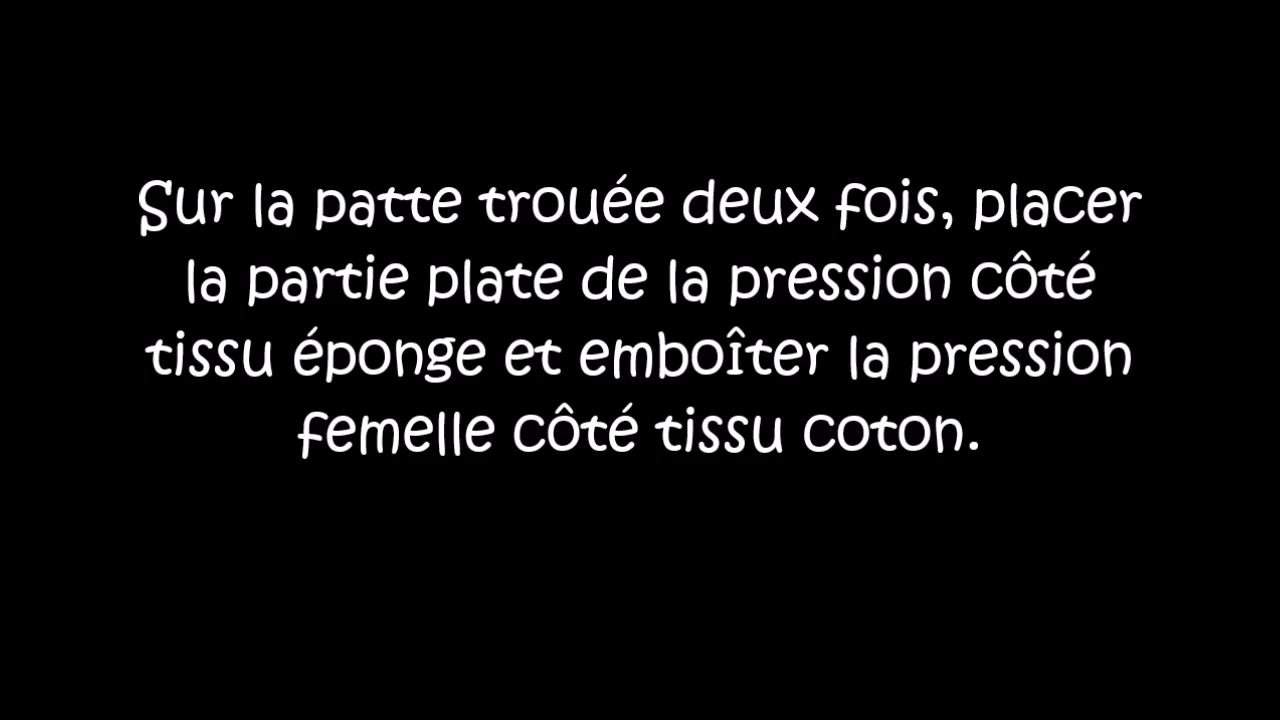 Sur la patte trouée deux fois, placer
la partie plate de la pression côté
tissu éponge et emboîter la pression
femelle côté tissu coton.